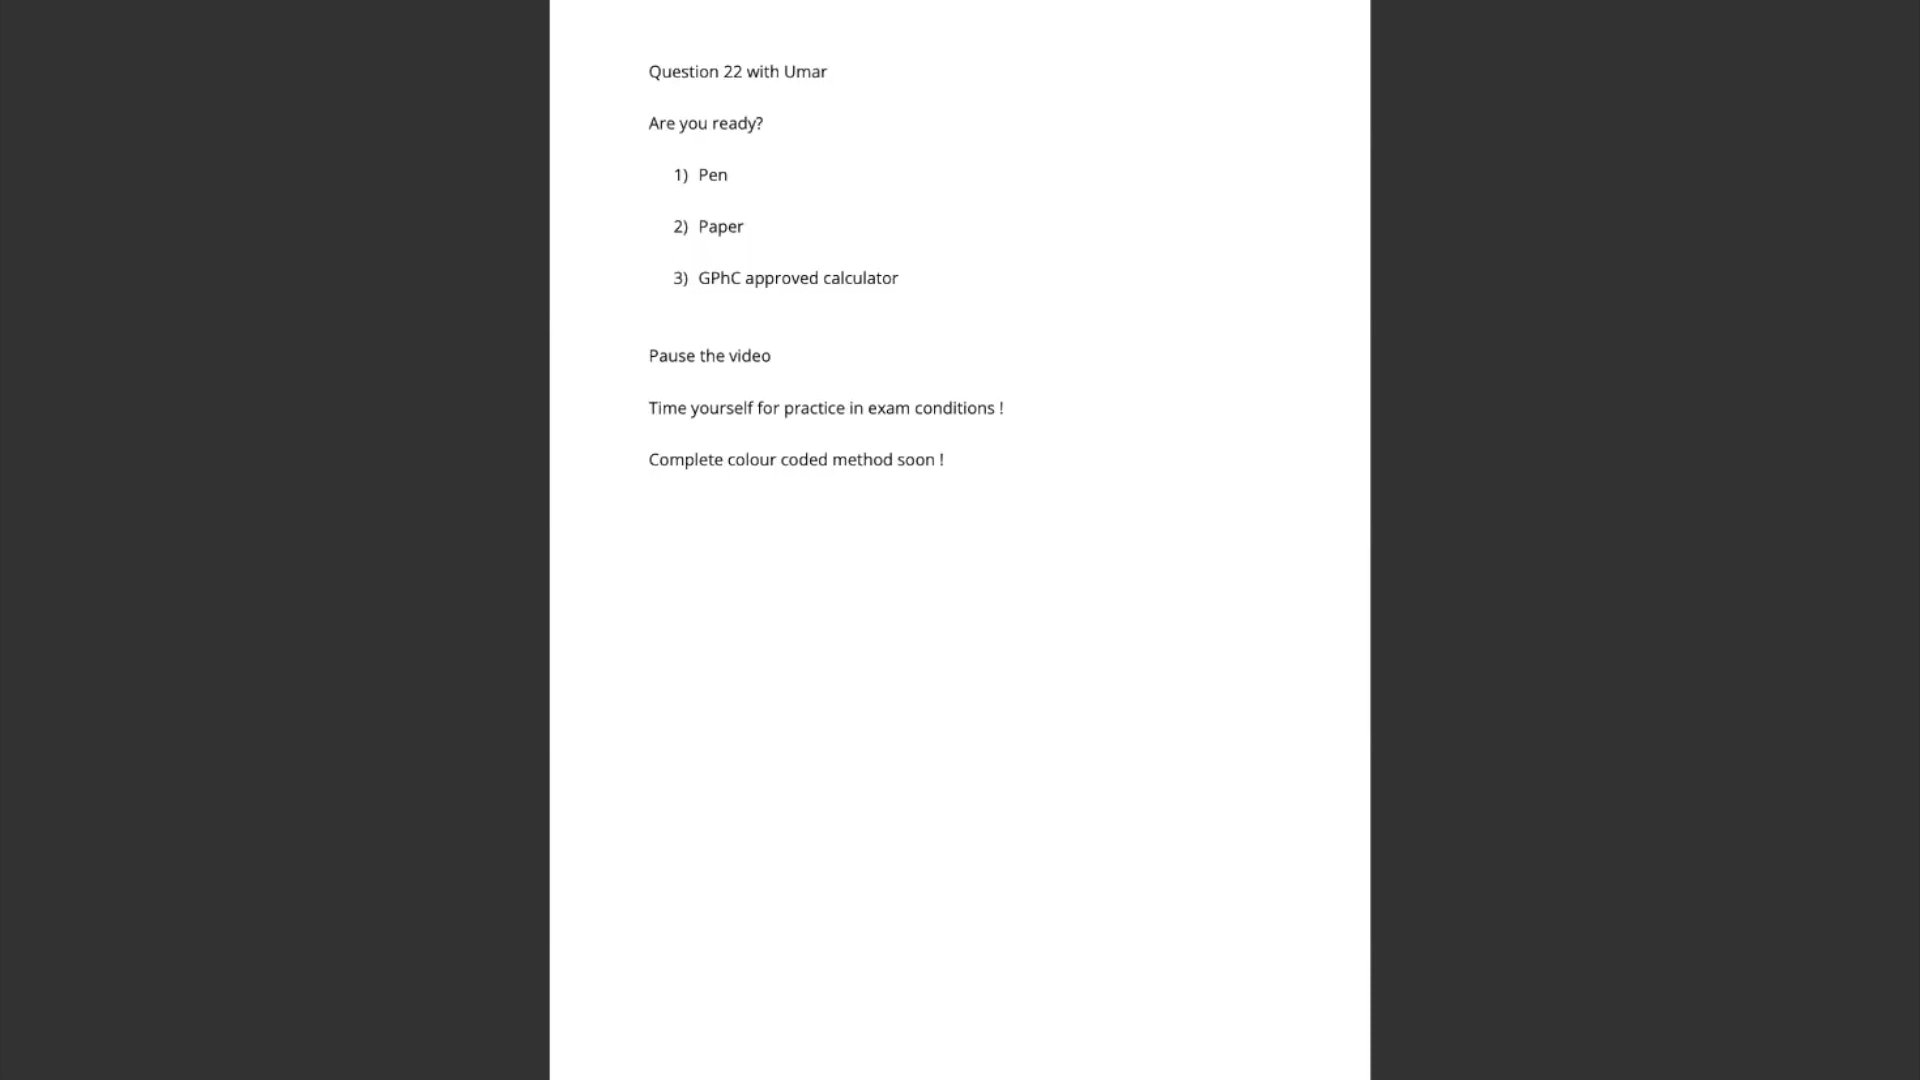 Question 22 with Umar
Are you ready?
1) Pen
2) Paper
3) GPhC approved calculator
Pause the video
Time yourself for practice in exam conditions !
Complete colour coded method soon !